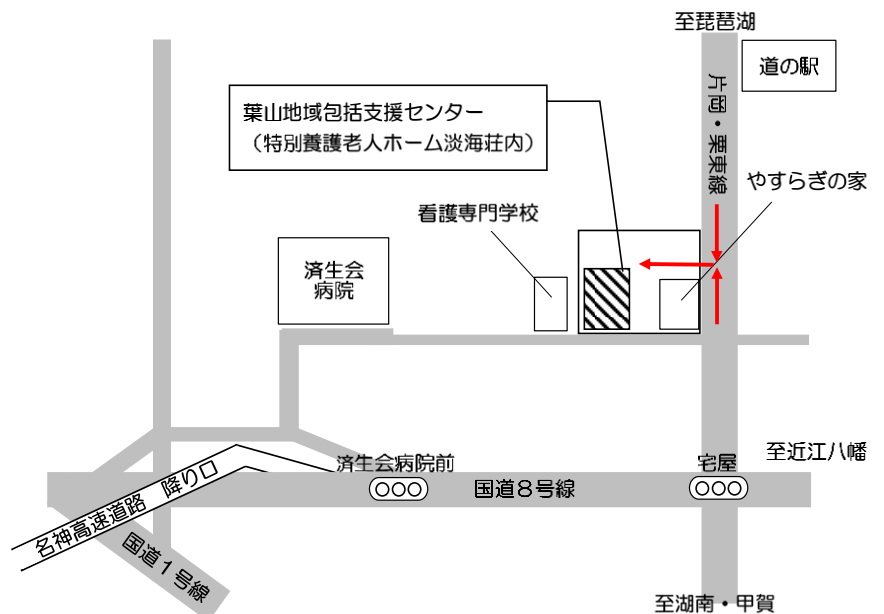 至琵琶湖
道の駅
片岡・栗東線
葉山地域包括支援センター
（特別養護老人ホーム淡海荘内）
やすらぎの家
看護専門学校
済生会
病院
済生会病院前
宅屋
至近江八幡
国道８号線
名神高速道路　降り口
国道１号線
至湖南・甲賀